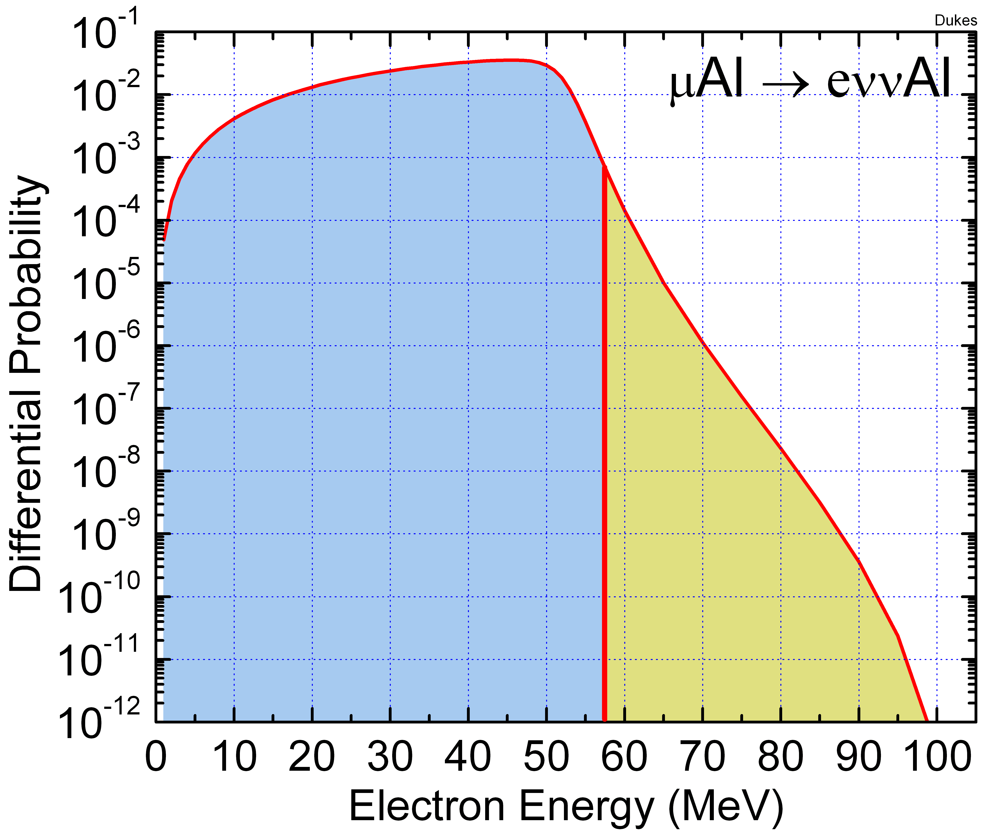 Dukes
μAl → eννAl
Differential Probability
10⁻¹
10⁻²
10⁻³
10⁻⁴
10⁻⁵
10⁻⁶
10⁻⁷
10⁻⁸
10⁻⁹
10⁻¹⁰
10⁻¹¹
10⁻¹²
0 10 20 30 40 50 60 70 80 90 100
Electron Energy (MeV)